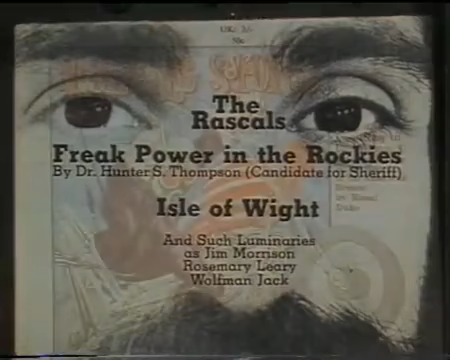 The
Rascals
Freak Power in the Rockies
By Dr. Hunter S. Thompson (Candidate for Sheriff)
Isle of Wight
And Such Luminaries
as Jim Morrison
Rosemary Leary
Wolfman Jack